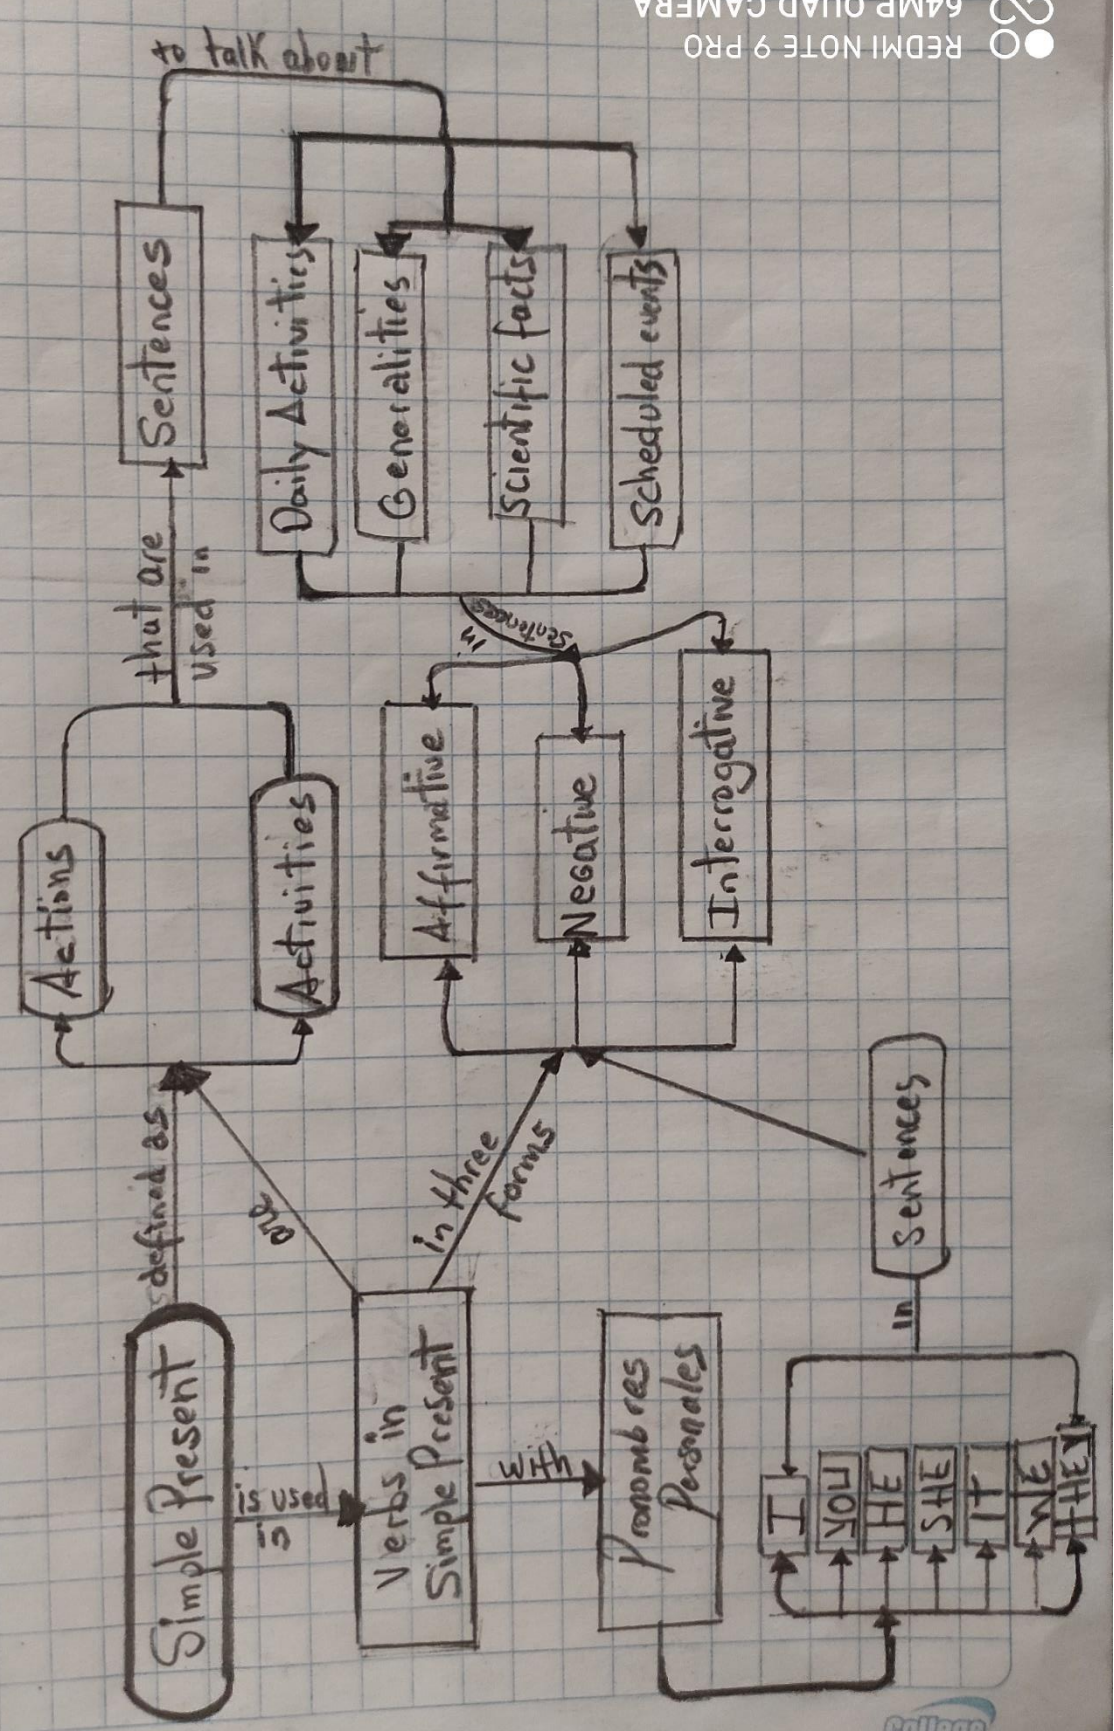 Simple Present
defined as
Actions
Activities
that are
used in
Sentences
to talk about
is used
are
Verbs in
Simple Present
in three
forms
Affirmative
Negative
Interrogative
in
sentences
Daily Activities
Generalities
Scientific facts
Scheduled events
with
Pronombres
Personales
I
YOU
HE
SHE
IT
WE
THEY
in
Sentences
REDMI NOTE 9 PRO
64MP QUAD CAMERA
College